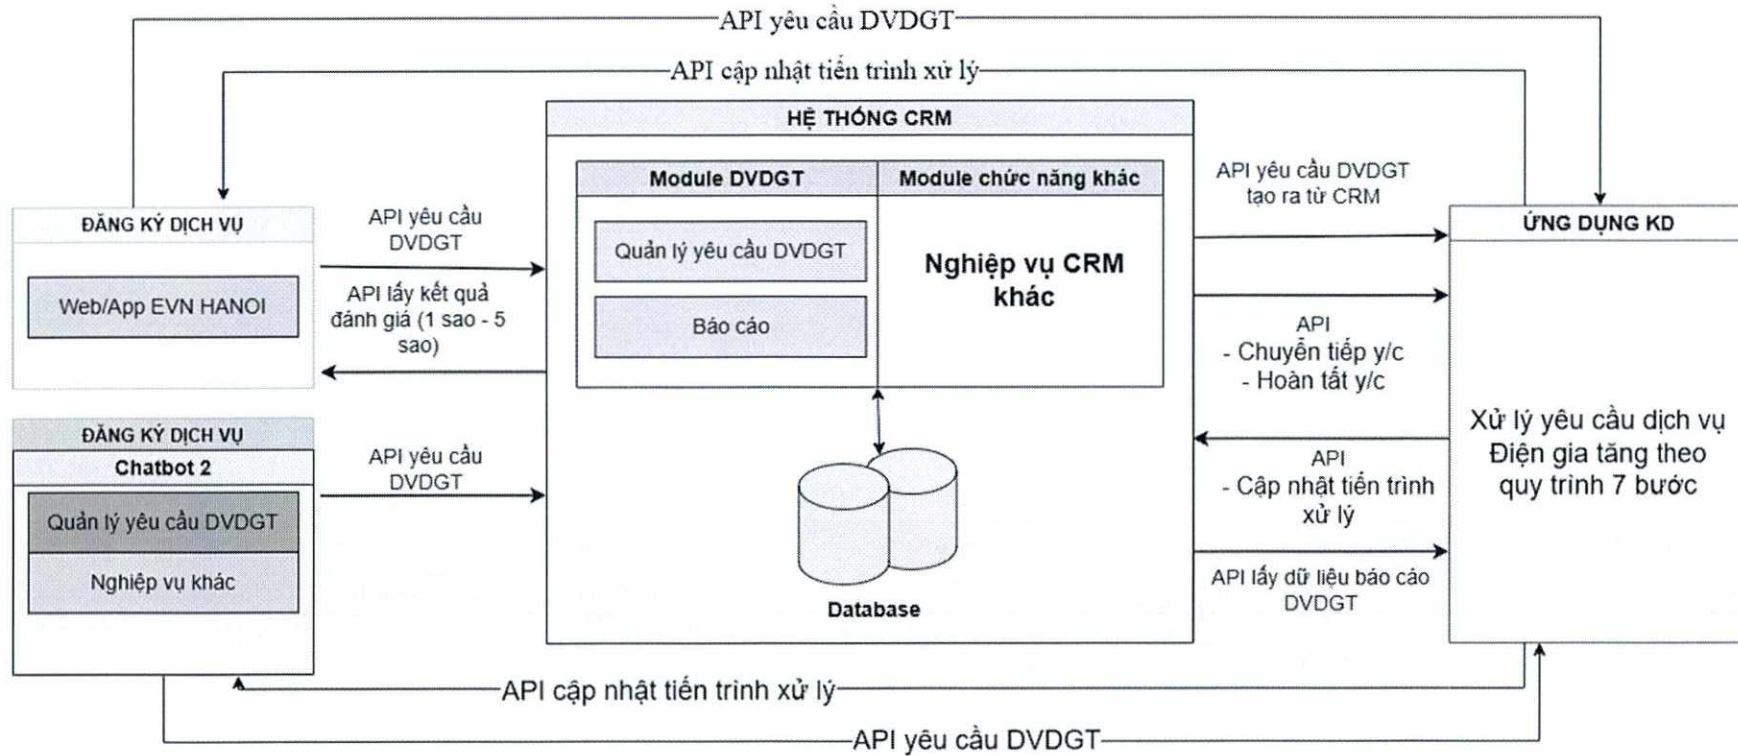 API yêu cầu DVDGT
API cập nhật tiến trình xử lý
HỆ THỐNG CRM
Module DVDGT
Module chức năng khác
Quản lý yêu cầu DVDGT
Báo cáo
Nghiệp vụ CRM
khác
Database
ĐĂNG KÝ DỊCH VỤ
Web/App EVN HANOI
API yêu cầu
DVDGT
API lấy kết quả
đánh giá (1 sao - 5
sao)
ĐĂNG KÝ DỊCH VỤ
Chatbot 2
Quản lý yêu cầu DVDGT
Nghiệp vụ khác
API yêu cầu
DVDGT
API yêu cầu DVDGT
tạo ra từ CRM
API
- Chuyển tiếp y/c
- Hoàn tất y/c
API
- Cập nhật tiến trình
xử lý
API lấy dữ liệu báo cáo
DVDGT
ỨNG DỤNG KD
Xử lý yêu cầu dịch vụ
Điện gia tăng theo
quy trình 7 bước
API cập nhật tiến trình xử lý
API yêu cầu DVDGT